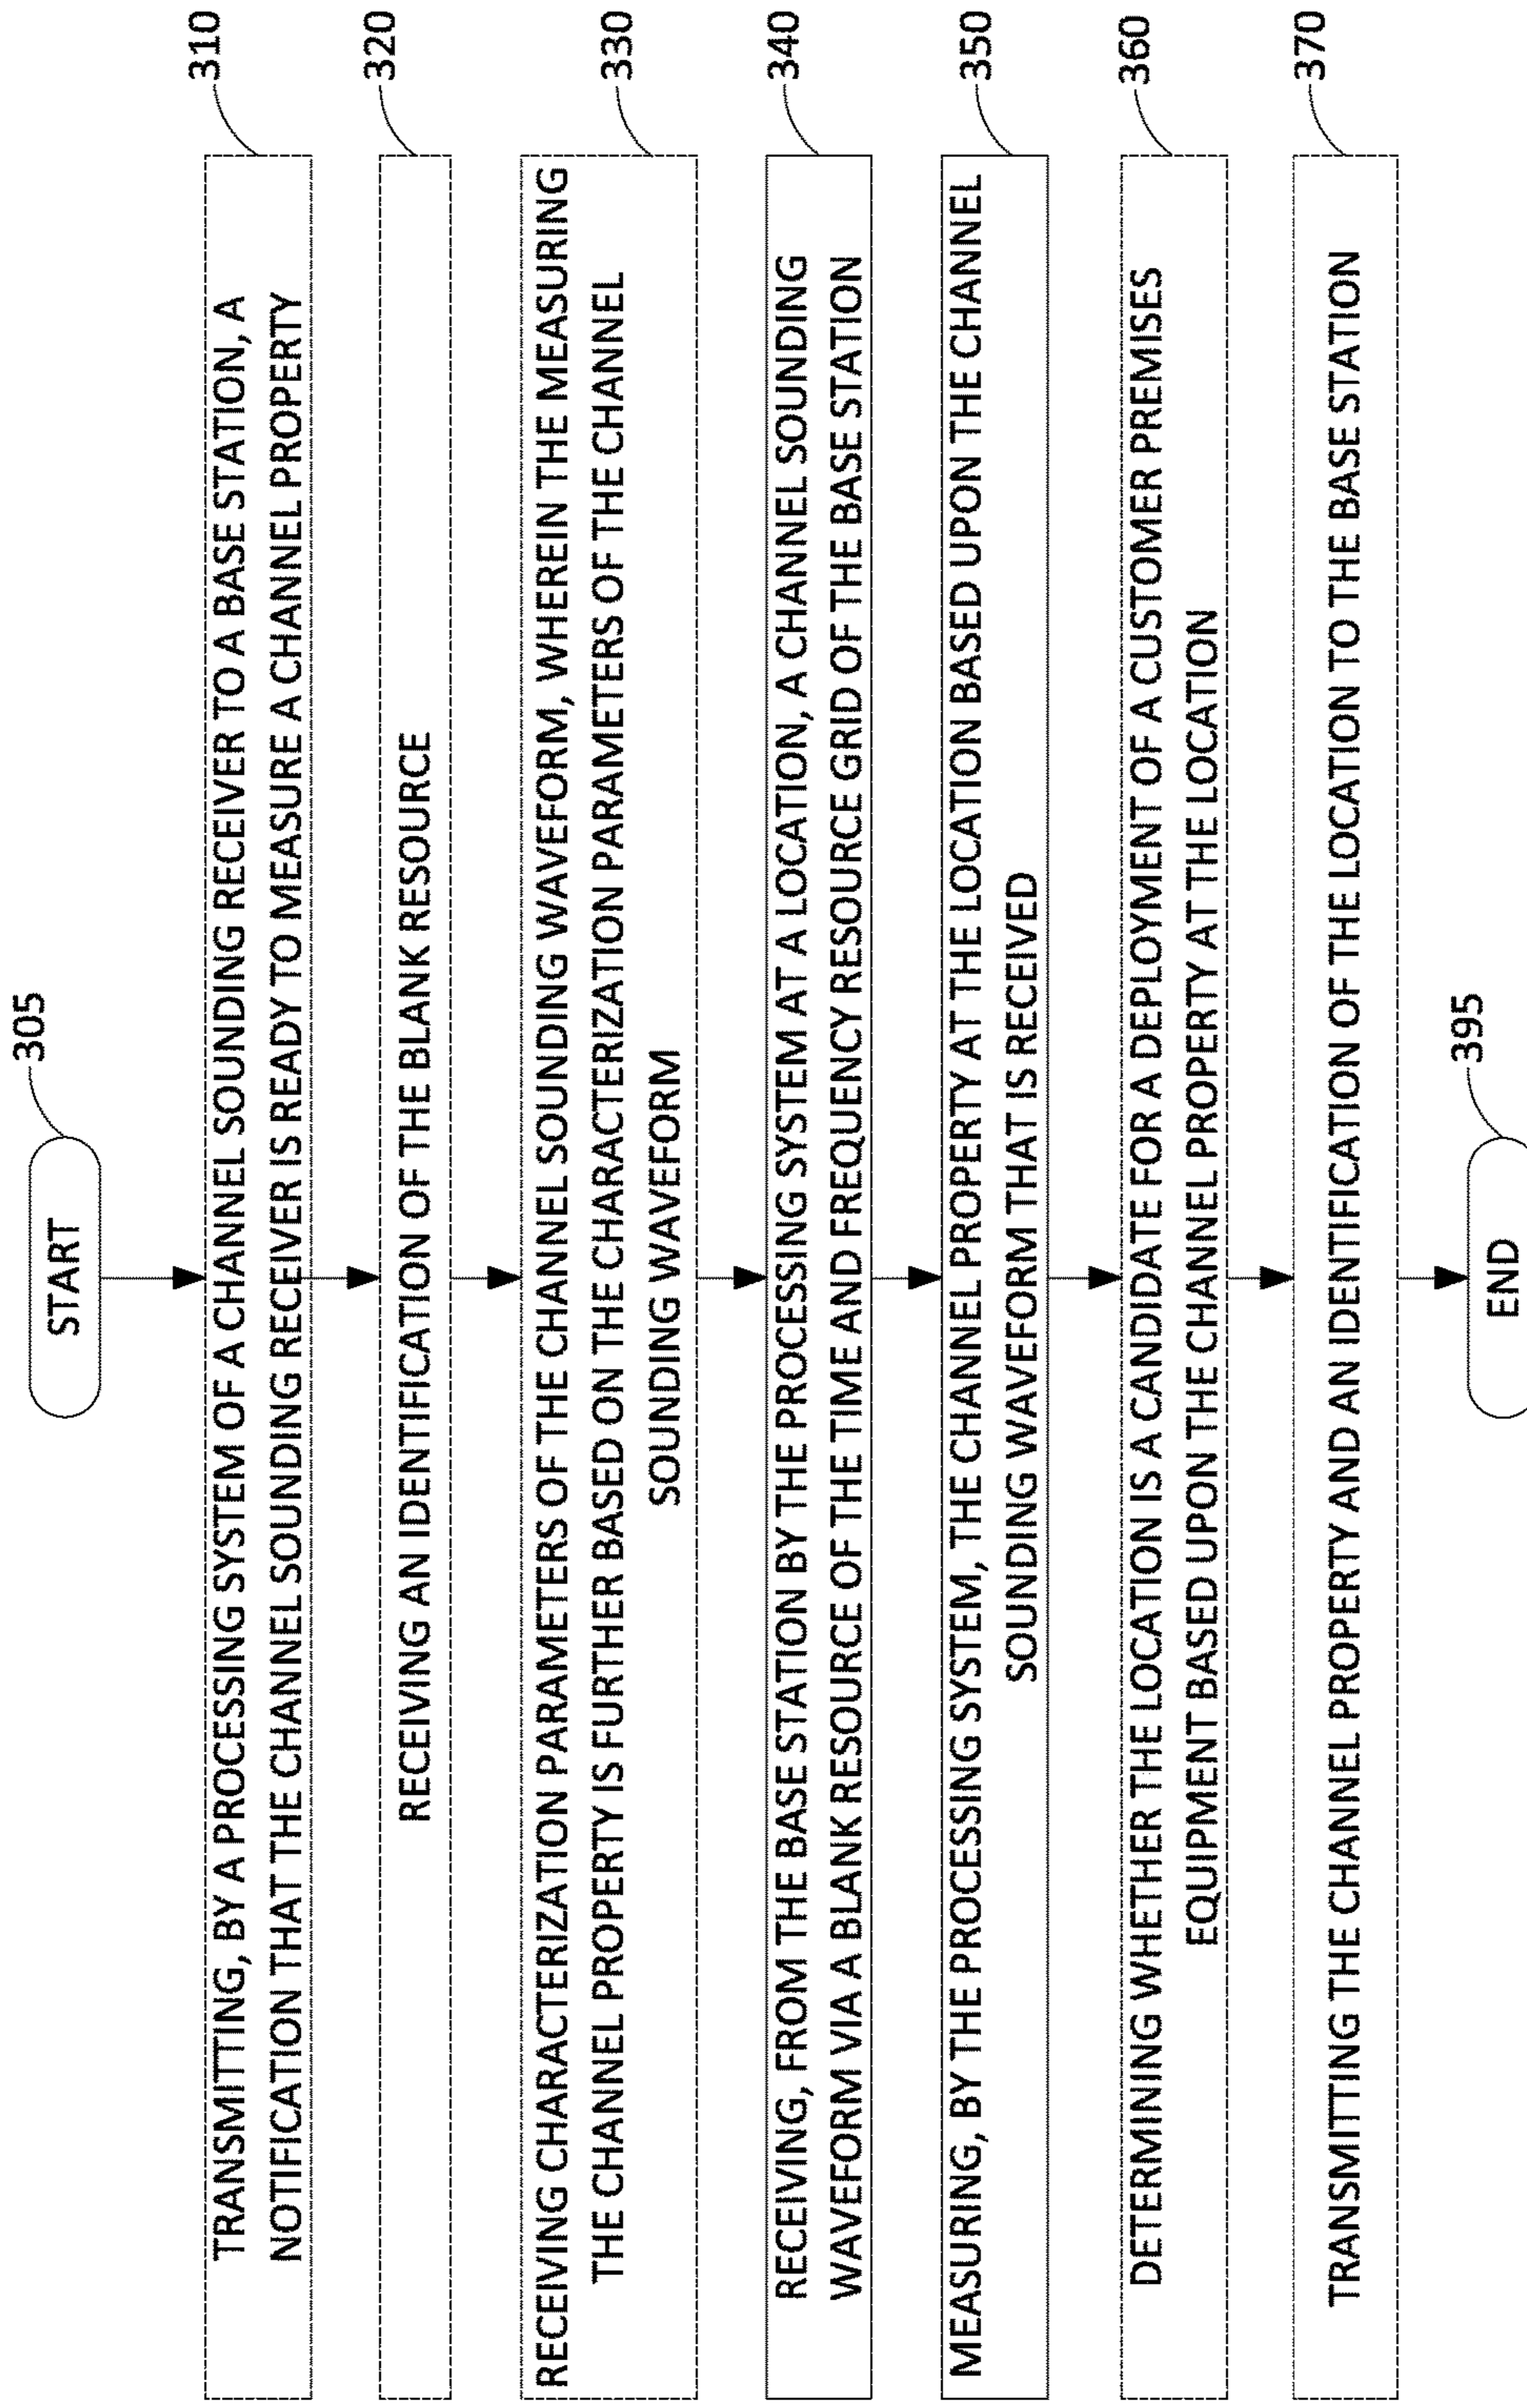 305
START
310
TRANSMITTING, BY A PROCESSING SYSTEM OF A CHANNEL SOUNDING RECEIVER TO A BASE STATION, A
NOTIFICATION THAT THE CHANNEL SOUNDING RECEIVER IS READY TO MEASURE A CHANNEL PROPERTY
320
RECEIVING AN IDENTIFICATION OF THE BLANK RESOURCE
330
RECEIVING CHARACTERIZATION PARAMETERS OF THE CHANNEL SOUNDING WAVEFORM, WHEREIN THE MEASURING
THE CHANNEL PROPERTY IS FURTHER BASED ON THE CHARACTERIZATION PARAMETERS OF THE CHANNEL
SOUNDING WAVEFORM
340
RECEIVING, FROM THE BASE STATION BY THE PROCESSING SYSTEM AT A LOCATION, A CHANNEL SOUNDING
WAVEFORM VIA A BLANK RESOURCE OF THE TIME AND FREQUENCY RESOURCE GRID OF THE BASE STATION
350
MEASURING, BY THE PROCESSING SYSTEM, THE CHANNEL PROPERTY AT THE LOCATION BASED UPON THE CHANNEL
SOUNDING WAVEFORM THAT IS RECEIVED
360
DETERMINING WHETHER THE LOCATION IS A CANDIDATE FOR A DEPLOYMENT OF A CUSTOMER PREMISES
EQUIPMENT BASED UPON THE CHANNEL PROPERTY AT THE LOCATION
370
TRANSMITTING THE CHANNEL PROPERTY AND AN IDENTIFICATION OF THE LOCATION TO THE BASE STATION
395
END